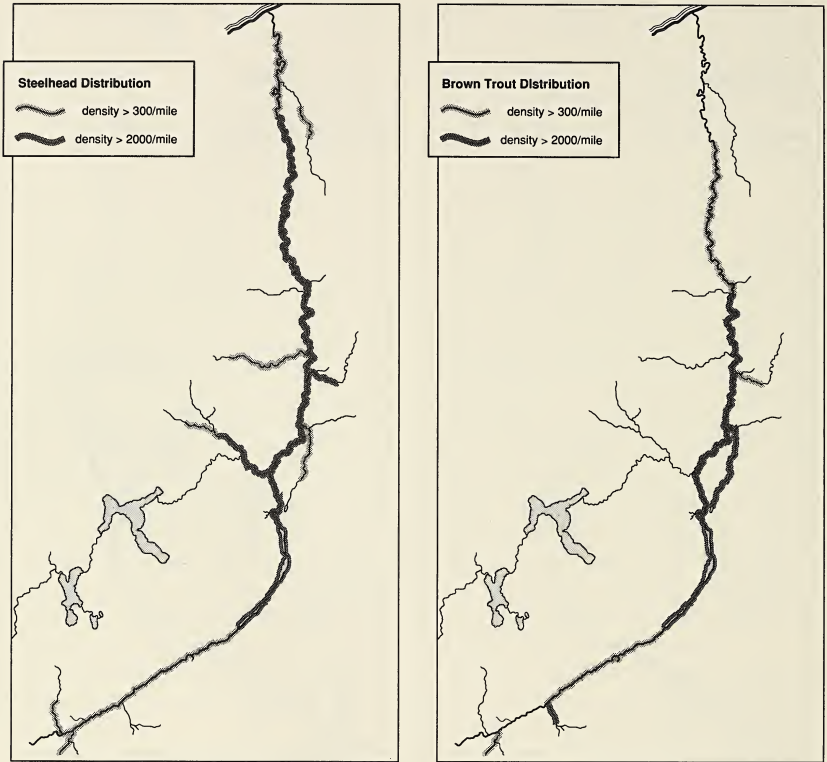 Steelhead Distribution
density > 300/mile
density > 2000/mile
Brown Trout Distribution
density > 300/mile
density > 2000/mile